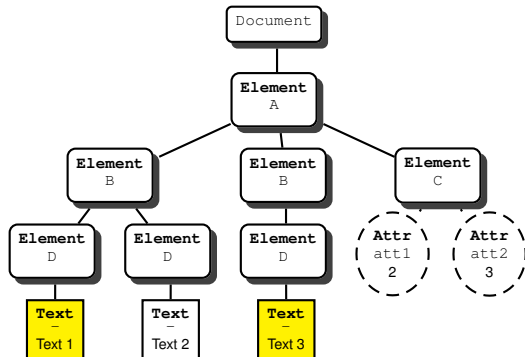 Document
Element
A
Element
B
Element
B
Element
C
Element
D
Element
D
Element
D
Attr
att1
2
Attr
att2
3
Text
–
Text 1
Text
–
Text 2
Text
–
Text 3